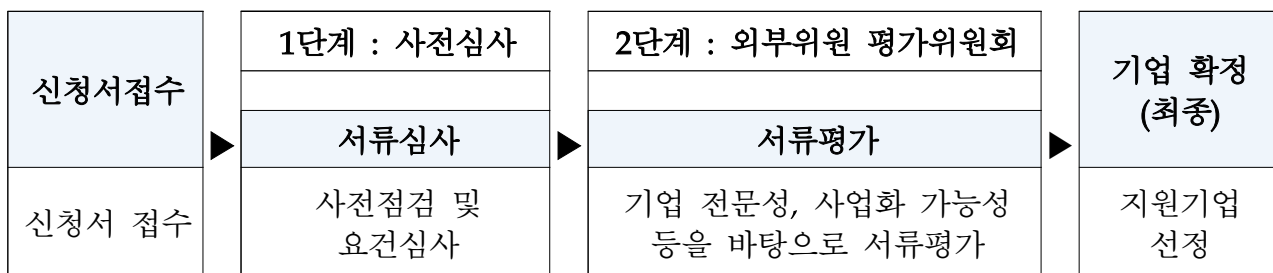 신청서접수
신청서 접수
▶
1단계 : 사전심사
서류심사
사전점검 및
요건심사
▶
2단계 : 외부위원 평가위원회
서류평가
기업 전문성, 사업화 가능성
등을 바탕으로 서류평가
▶
기업 확정
(최종)
지원기업
선정